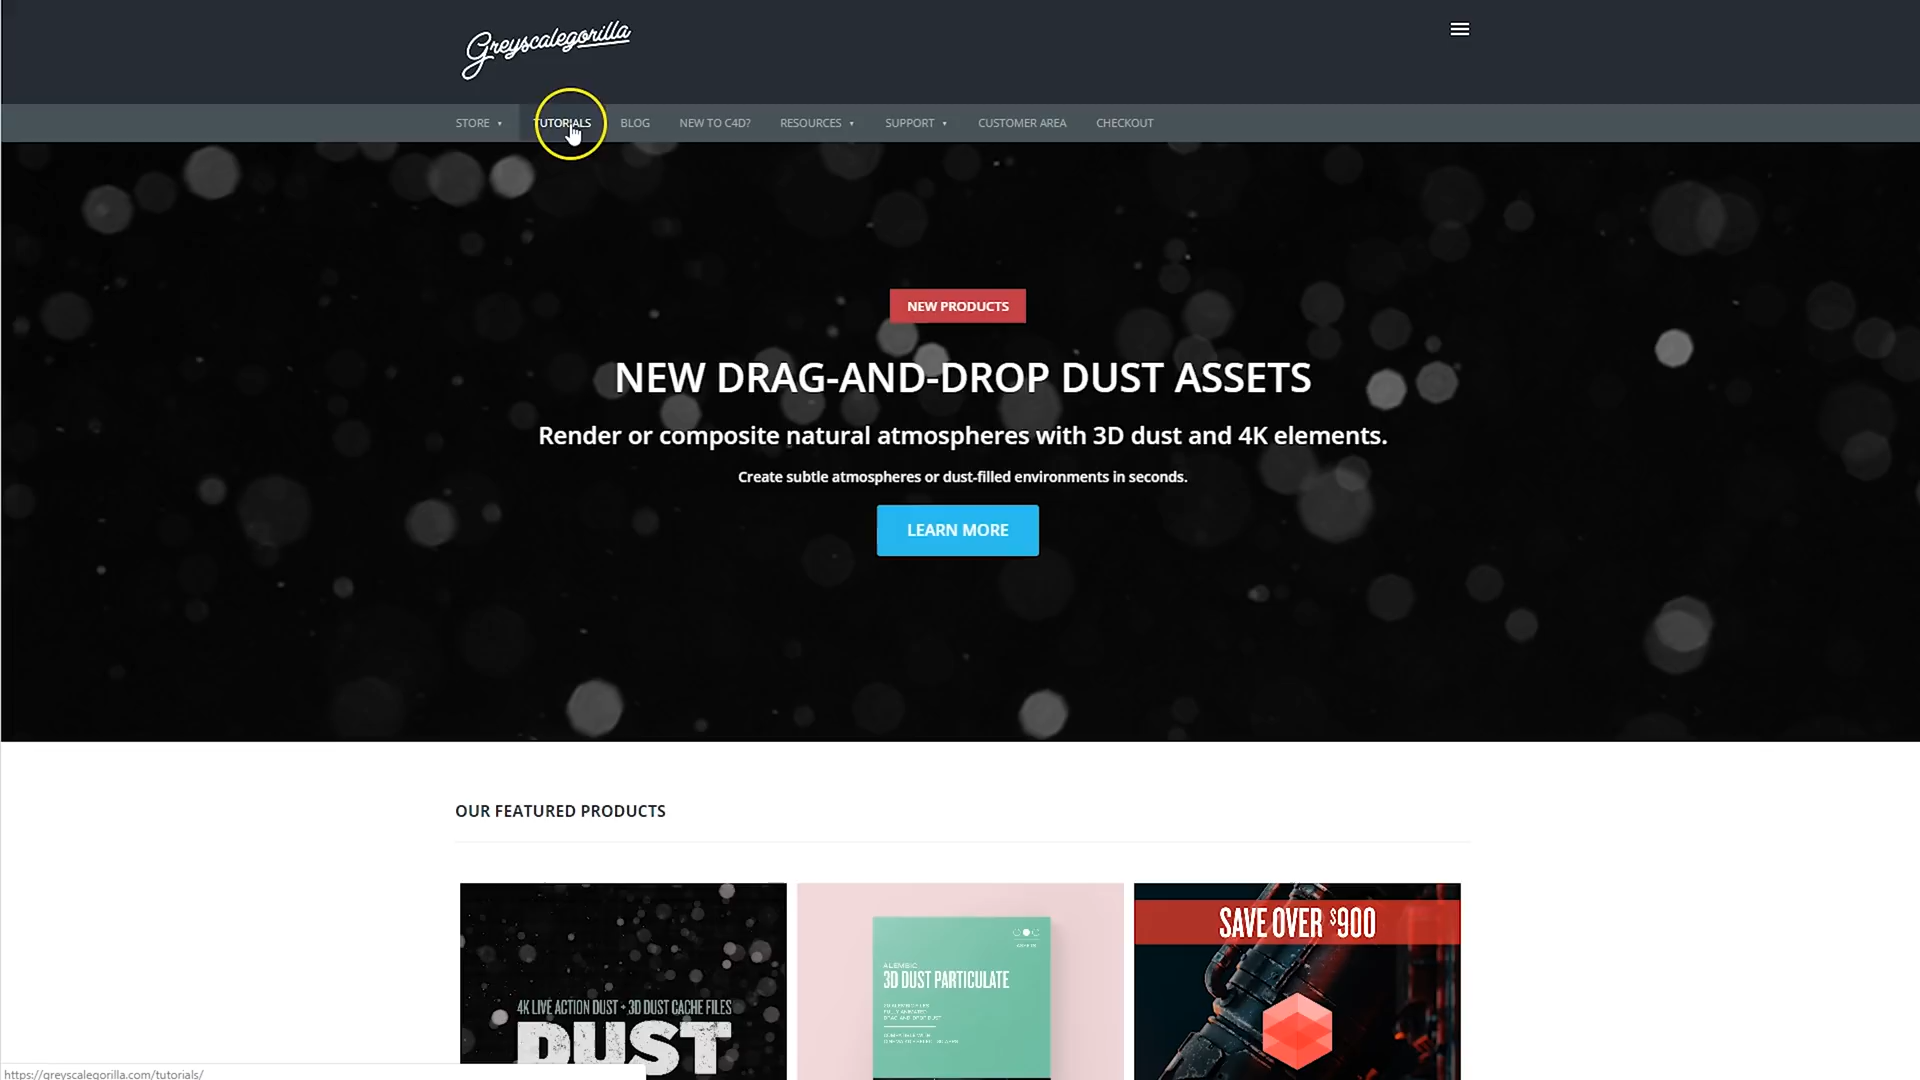 Greyscalegorilla
STORE ▾ TUTORIALS BLOG NEW TO C4D? RESOURCES ▾ SUPPORT ▾ CUSTOMER AREA CHECKOUT
NEW PRODUCTS
NEW DRAG-AND-DROP DUST ASSETS
Render or composite natural atmospheres with 3D dust and 4K elements.
Create subtle atmospheres or dust-filled environments in seconds.
LEARN MORE
OUR FEATURED PRODUCTS
4K LIVE ACTION DUST + 3D DUST CACHE FILES
DUST
ALEMBIC
3D DUST PARTICULATE
SAVE OVER $900
https://greyscalegorilla.com/tutorials/